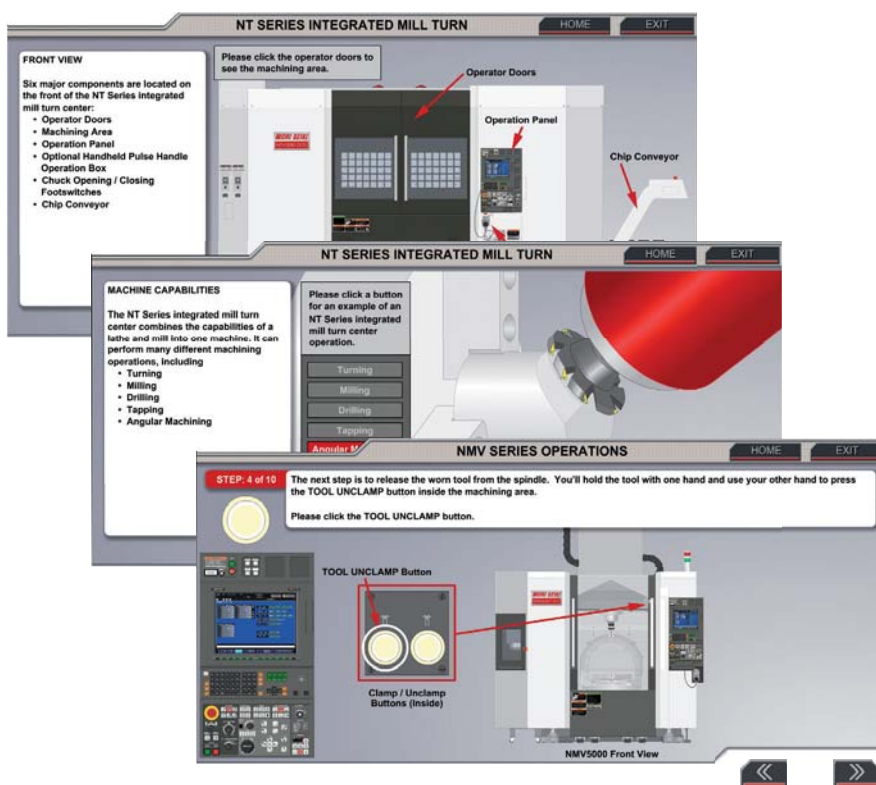 NT SERIES INTEGRATED MILL TURN
HOME
EXIT
FRONT VIEW
Six major components are located on
the front of the NT Series integrated
mill turn center:
• Operator Doors
• Machining Area
• Operation Panel
• Optional Handheld Pulse Handle
Operation Box
• Chuck Opening / Closing
Footswitches
• Chip Conveyor
Please click the operator doors to
see the machining area.
Operator Doors
Operation Panel
Chip Conveyor
MORI SEIKI
NT SERIES INTEGRATED MILL TURN
HOME
EXIT
MACHINE CAPABILITIES
The NT Series integrated mill turn
center combines the capabilities of a
lathe and mill into one machine. It can
perform many different machining
operations, including
• Turning
• Milling
• Drilling
• Tapping
• Angular Machining
Please click a button
for an example of an
NT Series integrated
mill turn center
operation.
Turning
Milling
Drilling
Tapping
NMV SERIES OPERATIONS
HOME
EXIT
STEP: 4 of 10
The next step is to release the worn tool from the spindle. You'll hold the tool with one hand and use your other hand to press
the TOOL UNCLAMP button inside the machining area.
Please click the TOOL UNCLAMP button.
TOOL UNCLAMP Button
MORI SEIKI
Clamp / Unclamp
Buttons (Inside)
NMV5000 Front View